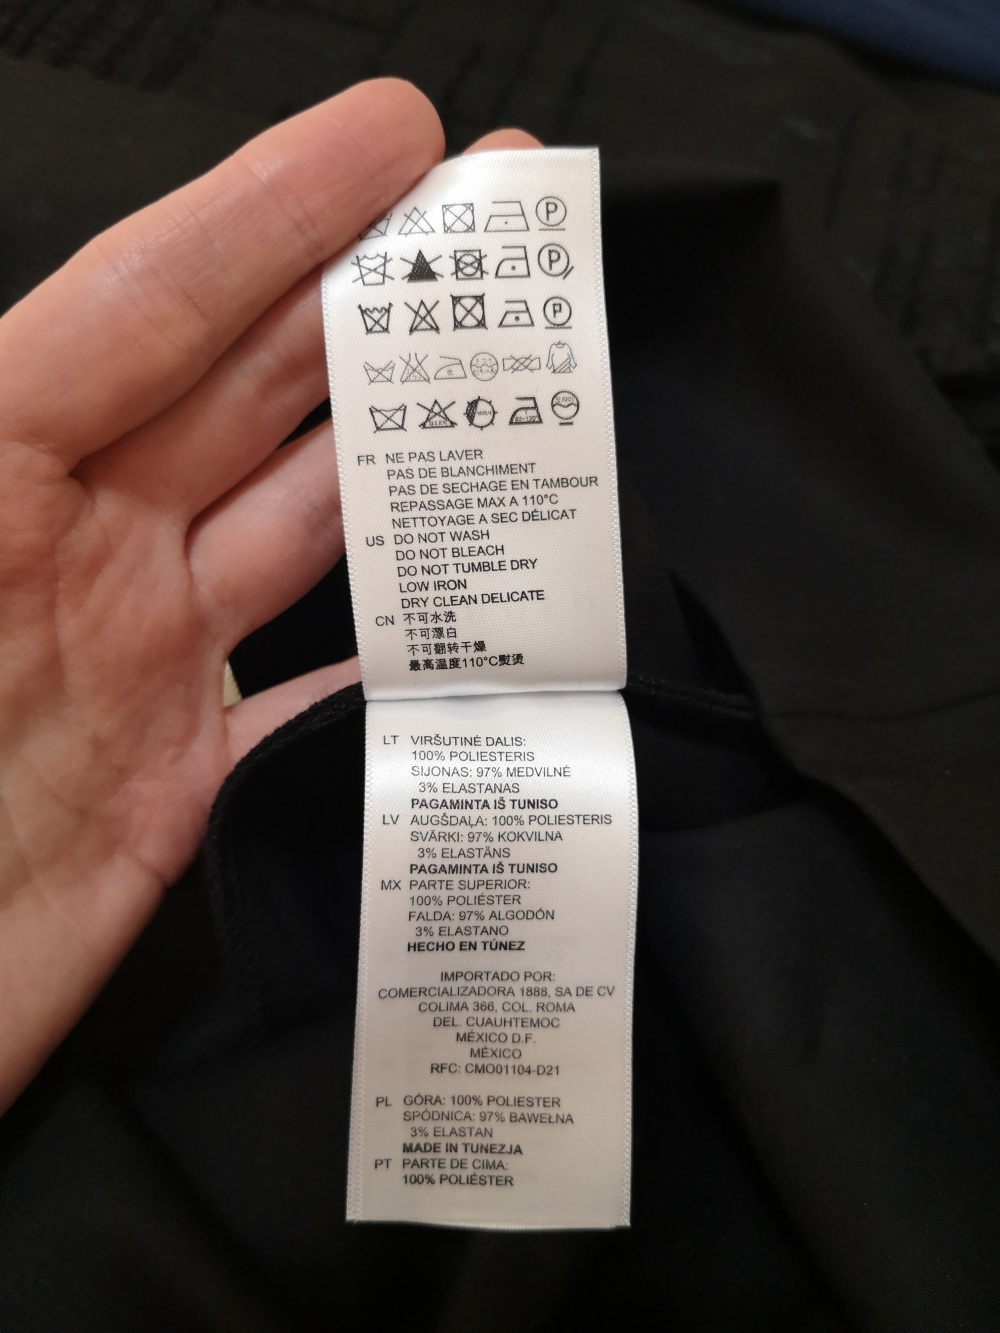 P
P
P
FR NE PAS LAVER
PAS DE BLANCHIMENT
PAS DE SECHAGE EN TAMBOUR
REPASSAGE MAX A 110°C
NETTOYAGE A SEC DÉLICAT
US DO NOT WASH
DO NOT BLEACH
DO NOT TUMBLE DRY
LOW IRON
DRY CLEAN DELICATE
CN 不可水洗
不可漂白
不可翻转干燥
最高温度110°C熨烫
LT VIRŠUTINĖ DALIS:
100% POLIESTERIS
SIJONAS: 97% MEDVILNĖ
3% ELASTANAS
PAGAMINTA IŠ TUNISO
LV AUGŠDAĻA: 100% POLIESTERIS
SVĀRKI: 97% KOKVILNA
3% ELASTĀNS
PAGAMINTA IŠ TUNISO
MX PARTE SUPERIOR:
100% POLIÉSTER
FALDA: 97% ALGODÓN
3% ELASTANO
HECHO EN TÚNEZ
IMPORTADO POR:
COMERCIALIZADORA 1888, SA DE CV
COLIMA 366, COL. ROMA
DEL. CUAUHTEMOC
MÉXICO D.F.
MÉXICO
RFC: CMO01104-D21
PL GÓRA: 100% POLIESTER
SPÓDNICA: 97% BAWEŁNA
3% ELASTAN
MADE IN TUNEZJA
PT PARTE DE CIMA:
100% POLIÉSTER